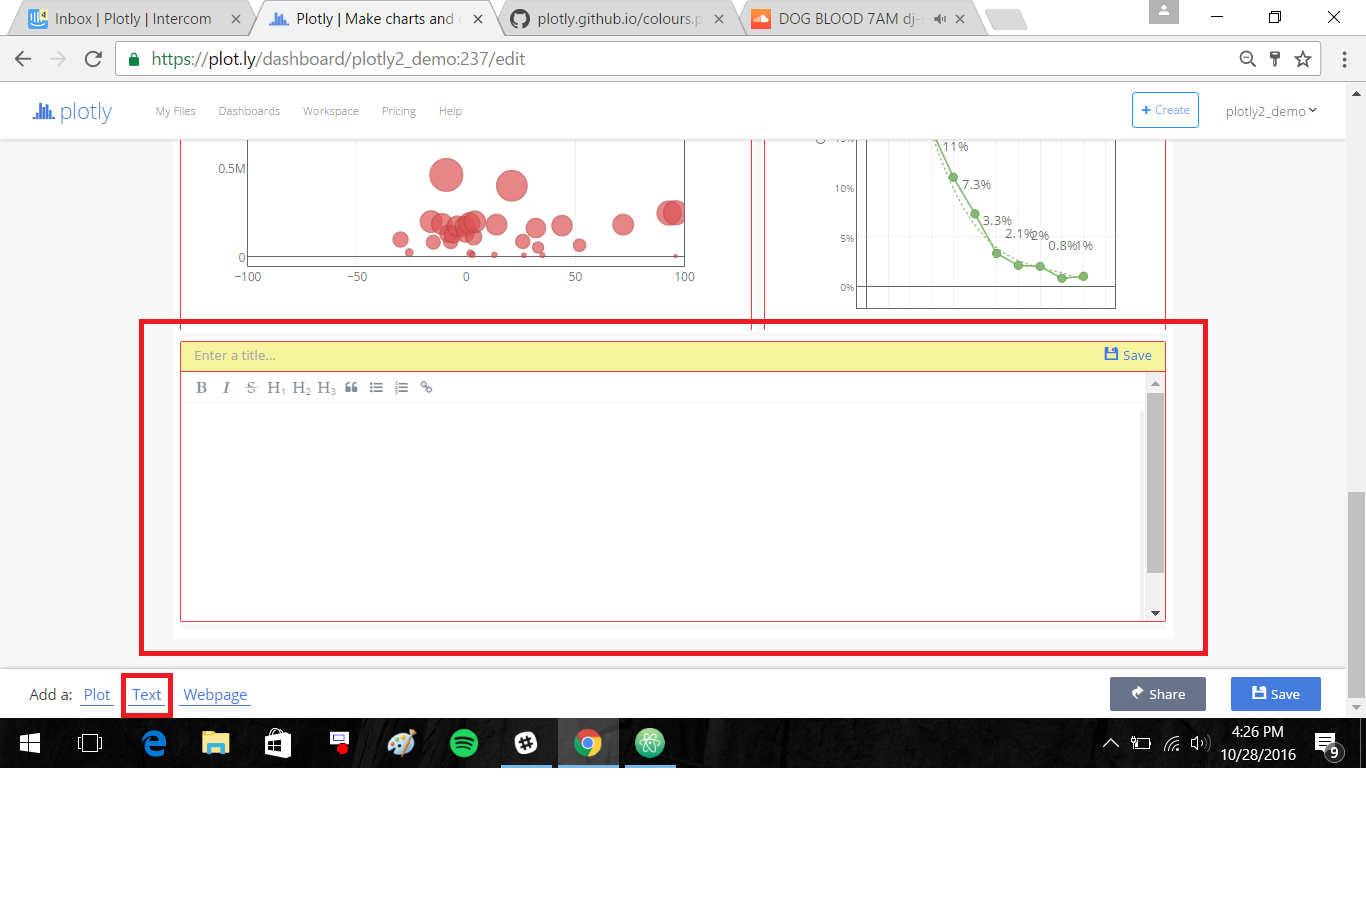 Inbox | Plotly | Intercom
Plotly | Make charts and
plotly.github.io/colours.p
DOG BLOOD 7AM dj-
https://plot.ly/dashboard/plotly2_demo:237/edit
plotly
My Files
Dashboards
Workspace
Pricing
Help
+ Create
plotly2_demo
0.5M
0
−100
−50
0
50
100
15%
10%
5%
0%
11%
7.3%
3.3%
2.1%
2%
0.8%
1%
Enter a title...
Save
B I S H1 H2 H3
Add a: Plot Text Webpage
Share
Save
4:26 PM
10/28/2016
9